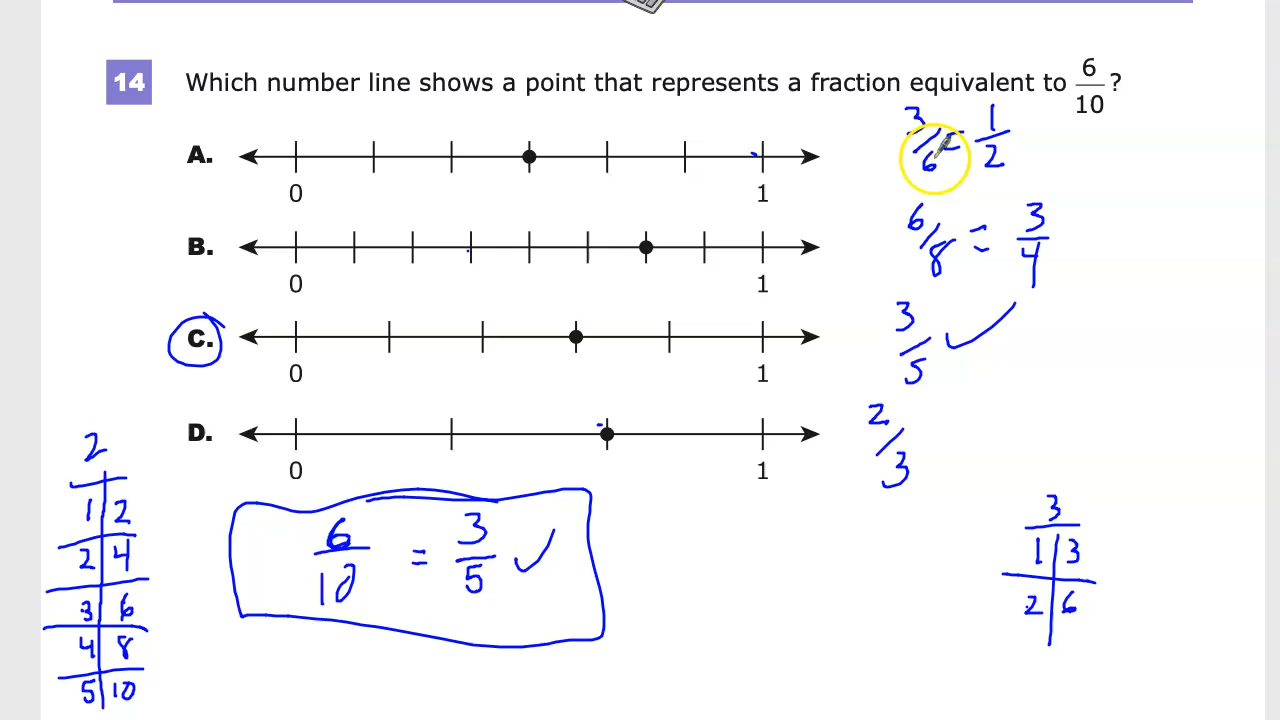 14 Which number line shows a point that represents a fraction equivalent to 6/10?
A.
0 1
3/6 = 1/2
B.
0 1
6/8 = 3/4
C.
0 1
3/5 ✓
D.
0 1
2/3
6/10 = 3/5 ✓
2
1 2
2 4
3 6
4 8
5 10
3
1 3
2 6